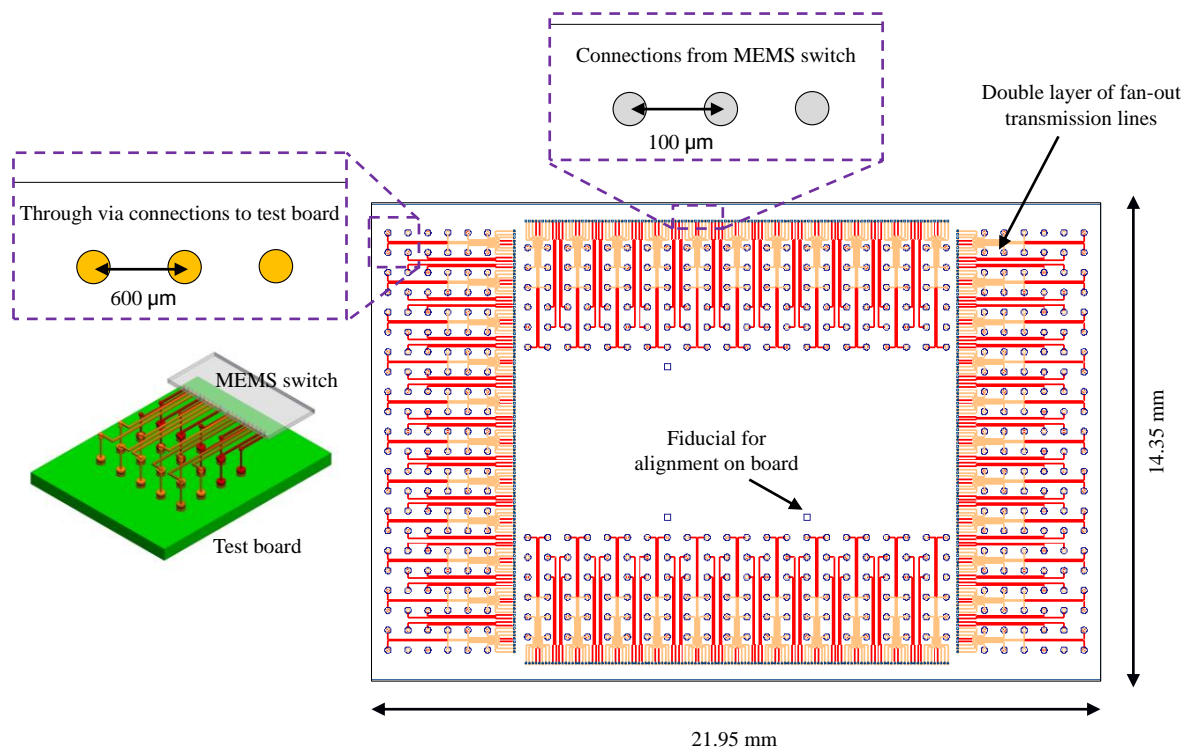 Connections from MEMS switch
100 μm
Double layer of fan-out
transmission lines
Through via connections to test board
600 μm
MEMS switch
Test board
Fiducial for
alignment on board
14.35 mm
21.95 mm